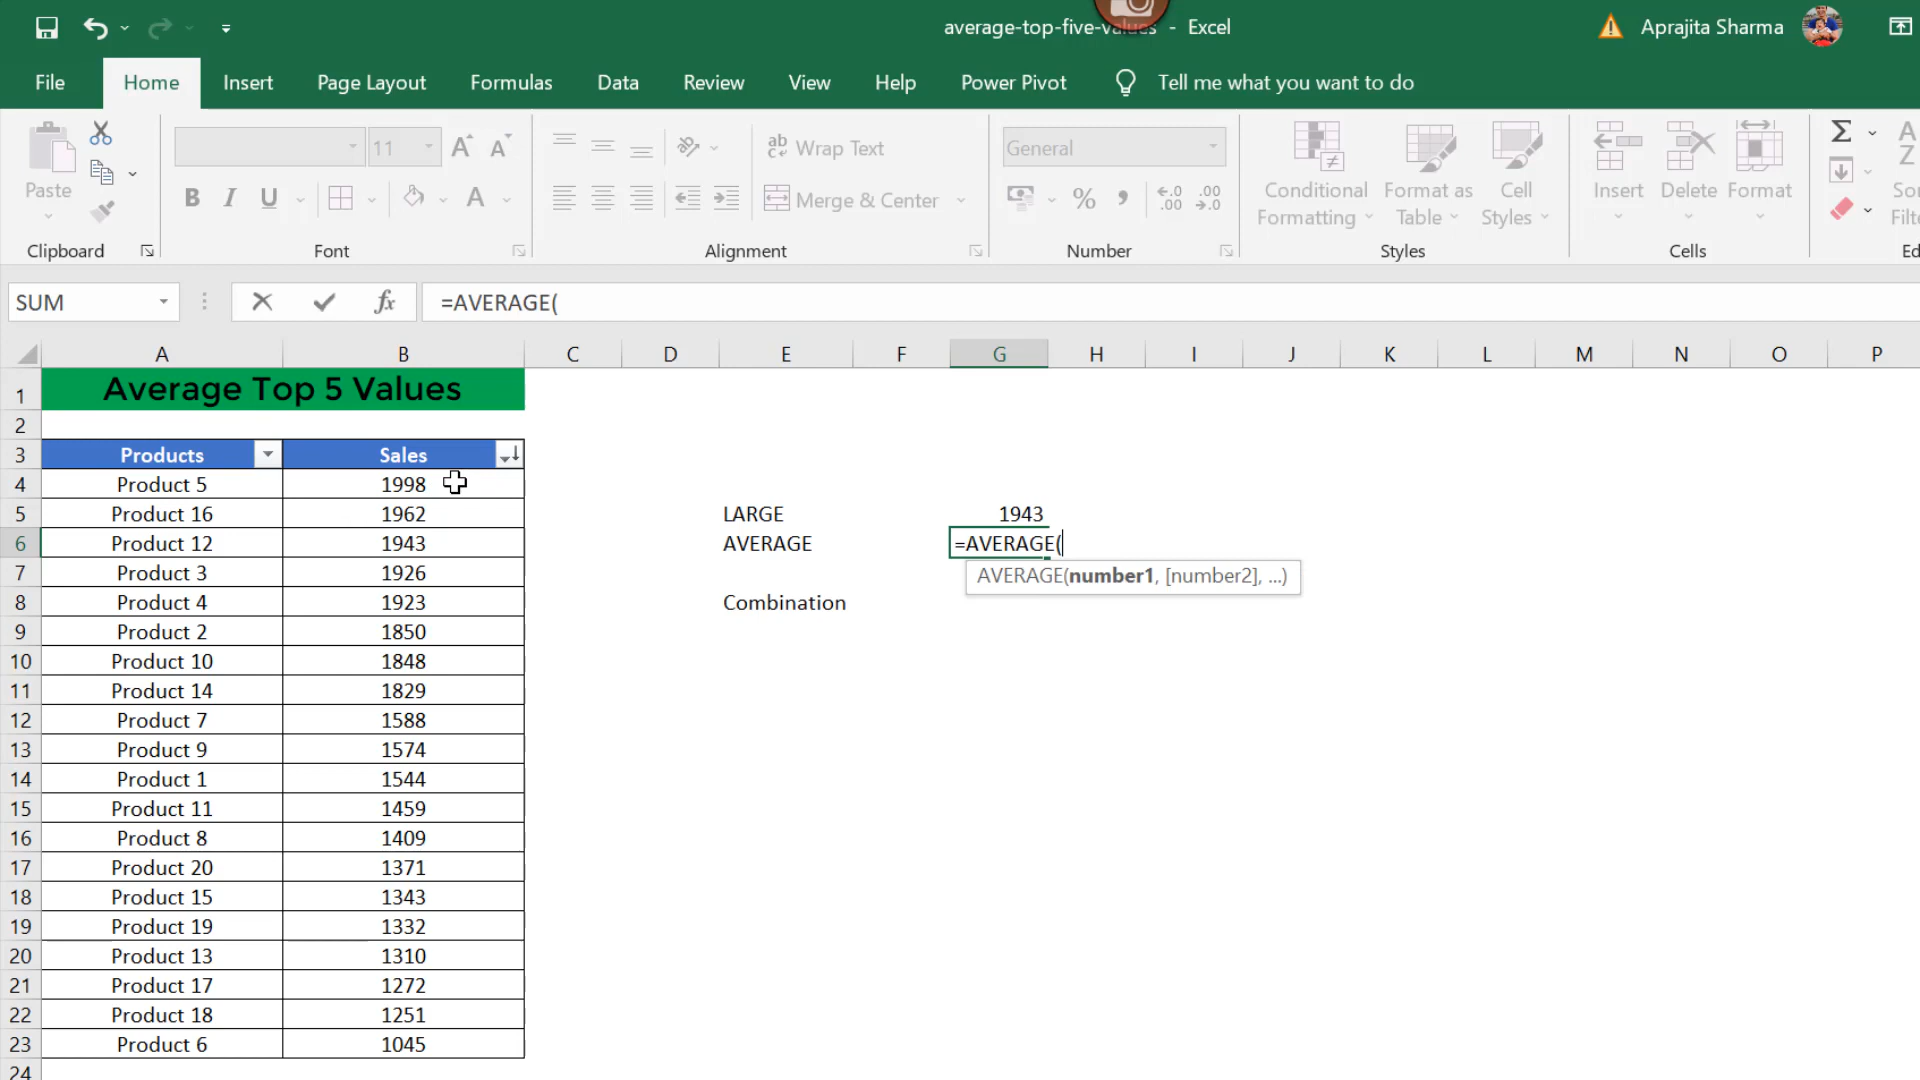 average-top-five-values - Excel
Aprajita Sharma
File Home Insert Page Layout Formulas Data Review View Help Power Pivot Tell me what you want to do
Paste
Clipboard
11
B I U
Font
Wrap Text
Merge & Center
Alignment
General
Number
Conditional Formatting
Format as Table
Cell Styles
Styles
Insert Delete Format
Cells
SUM =AVERAGE(
A B C D E F G H I J K L M N O P
1 Average Top 5 Values
2
3 Products Sales
4 Product 5 1998
5 Product 16 1962 LARGE 1943
6 Product 12 1943 AVERAGE =AVERAGE(
7 Product 3 1926 AVERAGE(number1, [number2], ...)
8 Product 4 1923 Combination
9 Product 2 1850
10 Product 10 1848
11 Product 14 1829
12 Product 7 1588
13 Product 9 1574
14 Product 1 1544
15 Product 11 1459
16 Product 8 1409
17 Product 20 1371
18 Product 15 1343
19 Product 19 1332
20 Product 13 1310
21 Product 17 1272
22 Product 18 1251
23 Product 6 1045
24